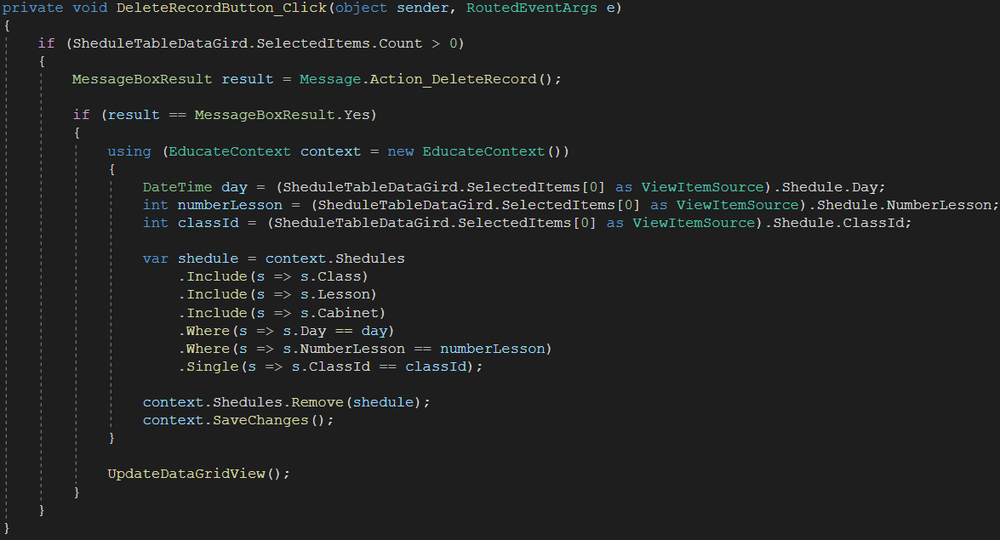 private void DeleteRecordButton_Click(object sender, RoutedEventArgs e)
{
if (SheduleTableDataGird.SelectedItems.Count > 0)
{
MessageBoxResult result = Message.Action_DeleteRecord();
if (result == MessageBoxResult.Yes)
{
using (EducateContext context = new EducateContext())
{
DateTime day = (SheduleTableDataGird.SelectedItems[0] as ViewItemSource).Shedule.Day;
int numberLesson = (SheduleTableDataGird.SelectedItems[0] as ViewItemSource).Shedule.NumberLesson;
int classId = (SheduleTableDataGird.SelectedItems[0] as ViewItemSource).Shedule.ClassId;
var shedule = context.Shedules
.Include(s => s.Class)
.Include(s => s.Lesson)
.Include(s => s.Cabinet)
.Where(s => s.Day == day)
.Where(s => s.NumberLesson == numberLesson)
.Single(s => s.ClassId == classId);
context.Shedules.Remove(shedule);
context.SaveChanges();
}
UpdateDataGridView();
}
}
}